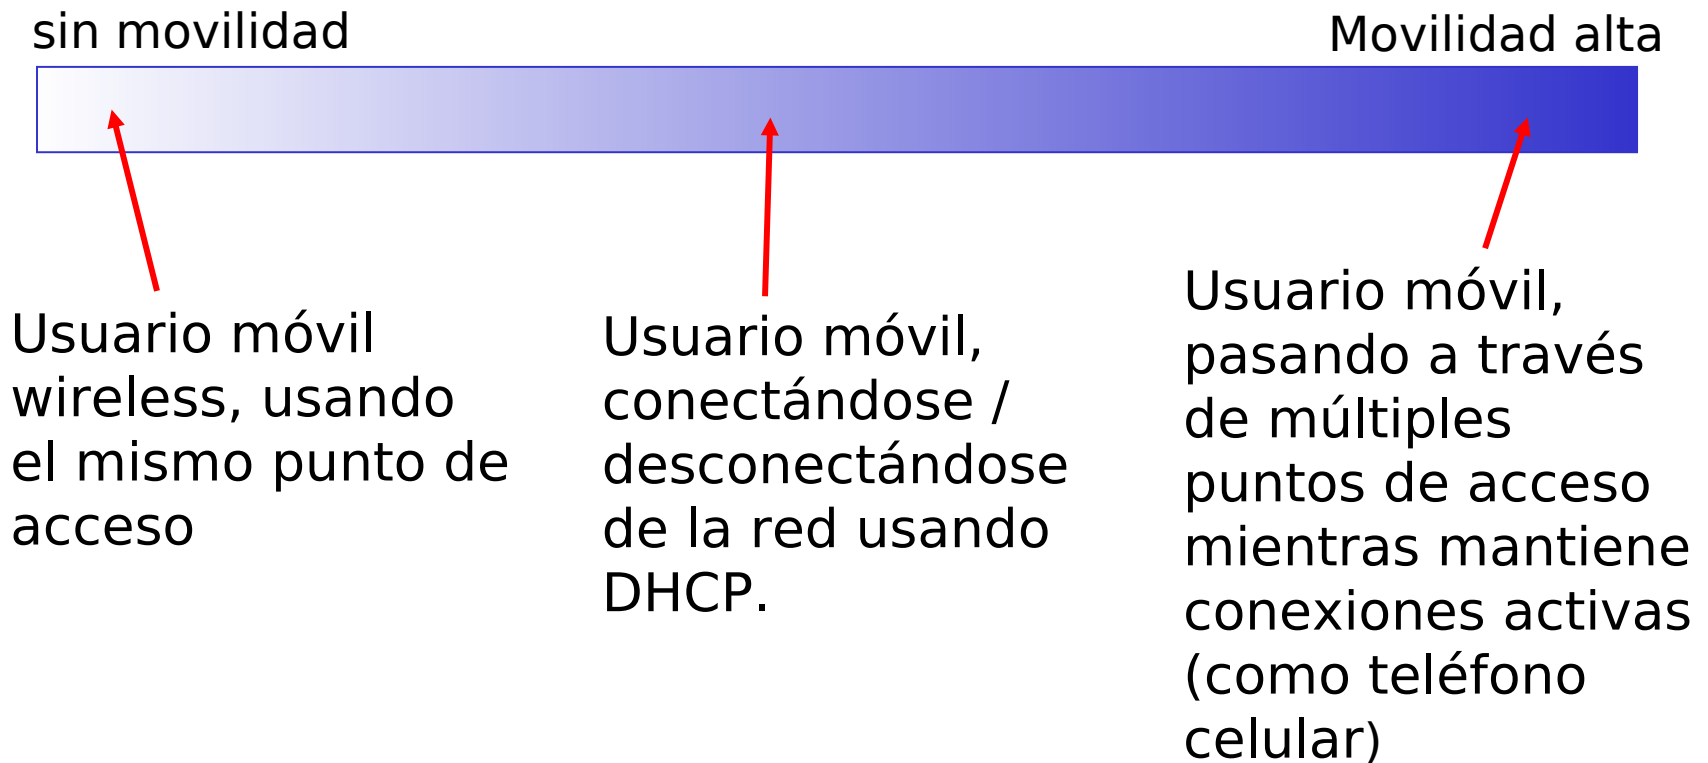 sin movilidad
Movilidad alta
Usuario móvil
wireless, usando
el mismo punto de
acceso
Usuario móvil,
conectándose /
desconectándose
de la red usando
DHCP.
Usuario móvil,
pasando a través
de múltiples
puntos de acceso
mientras mantiene
conexiones activas
(como teléfono
celular)